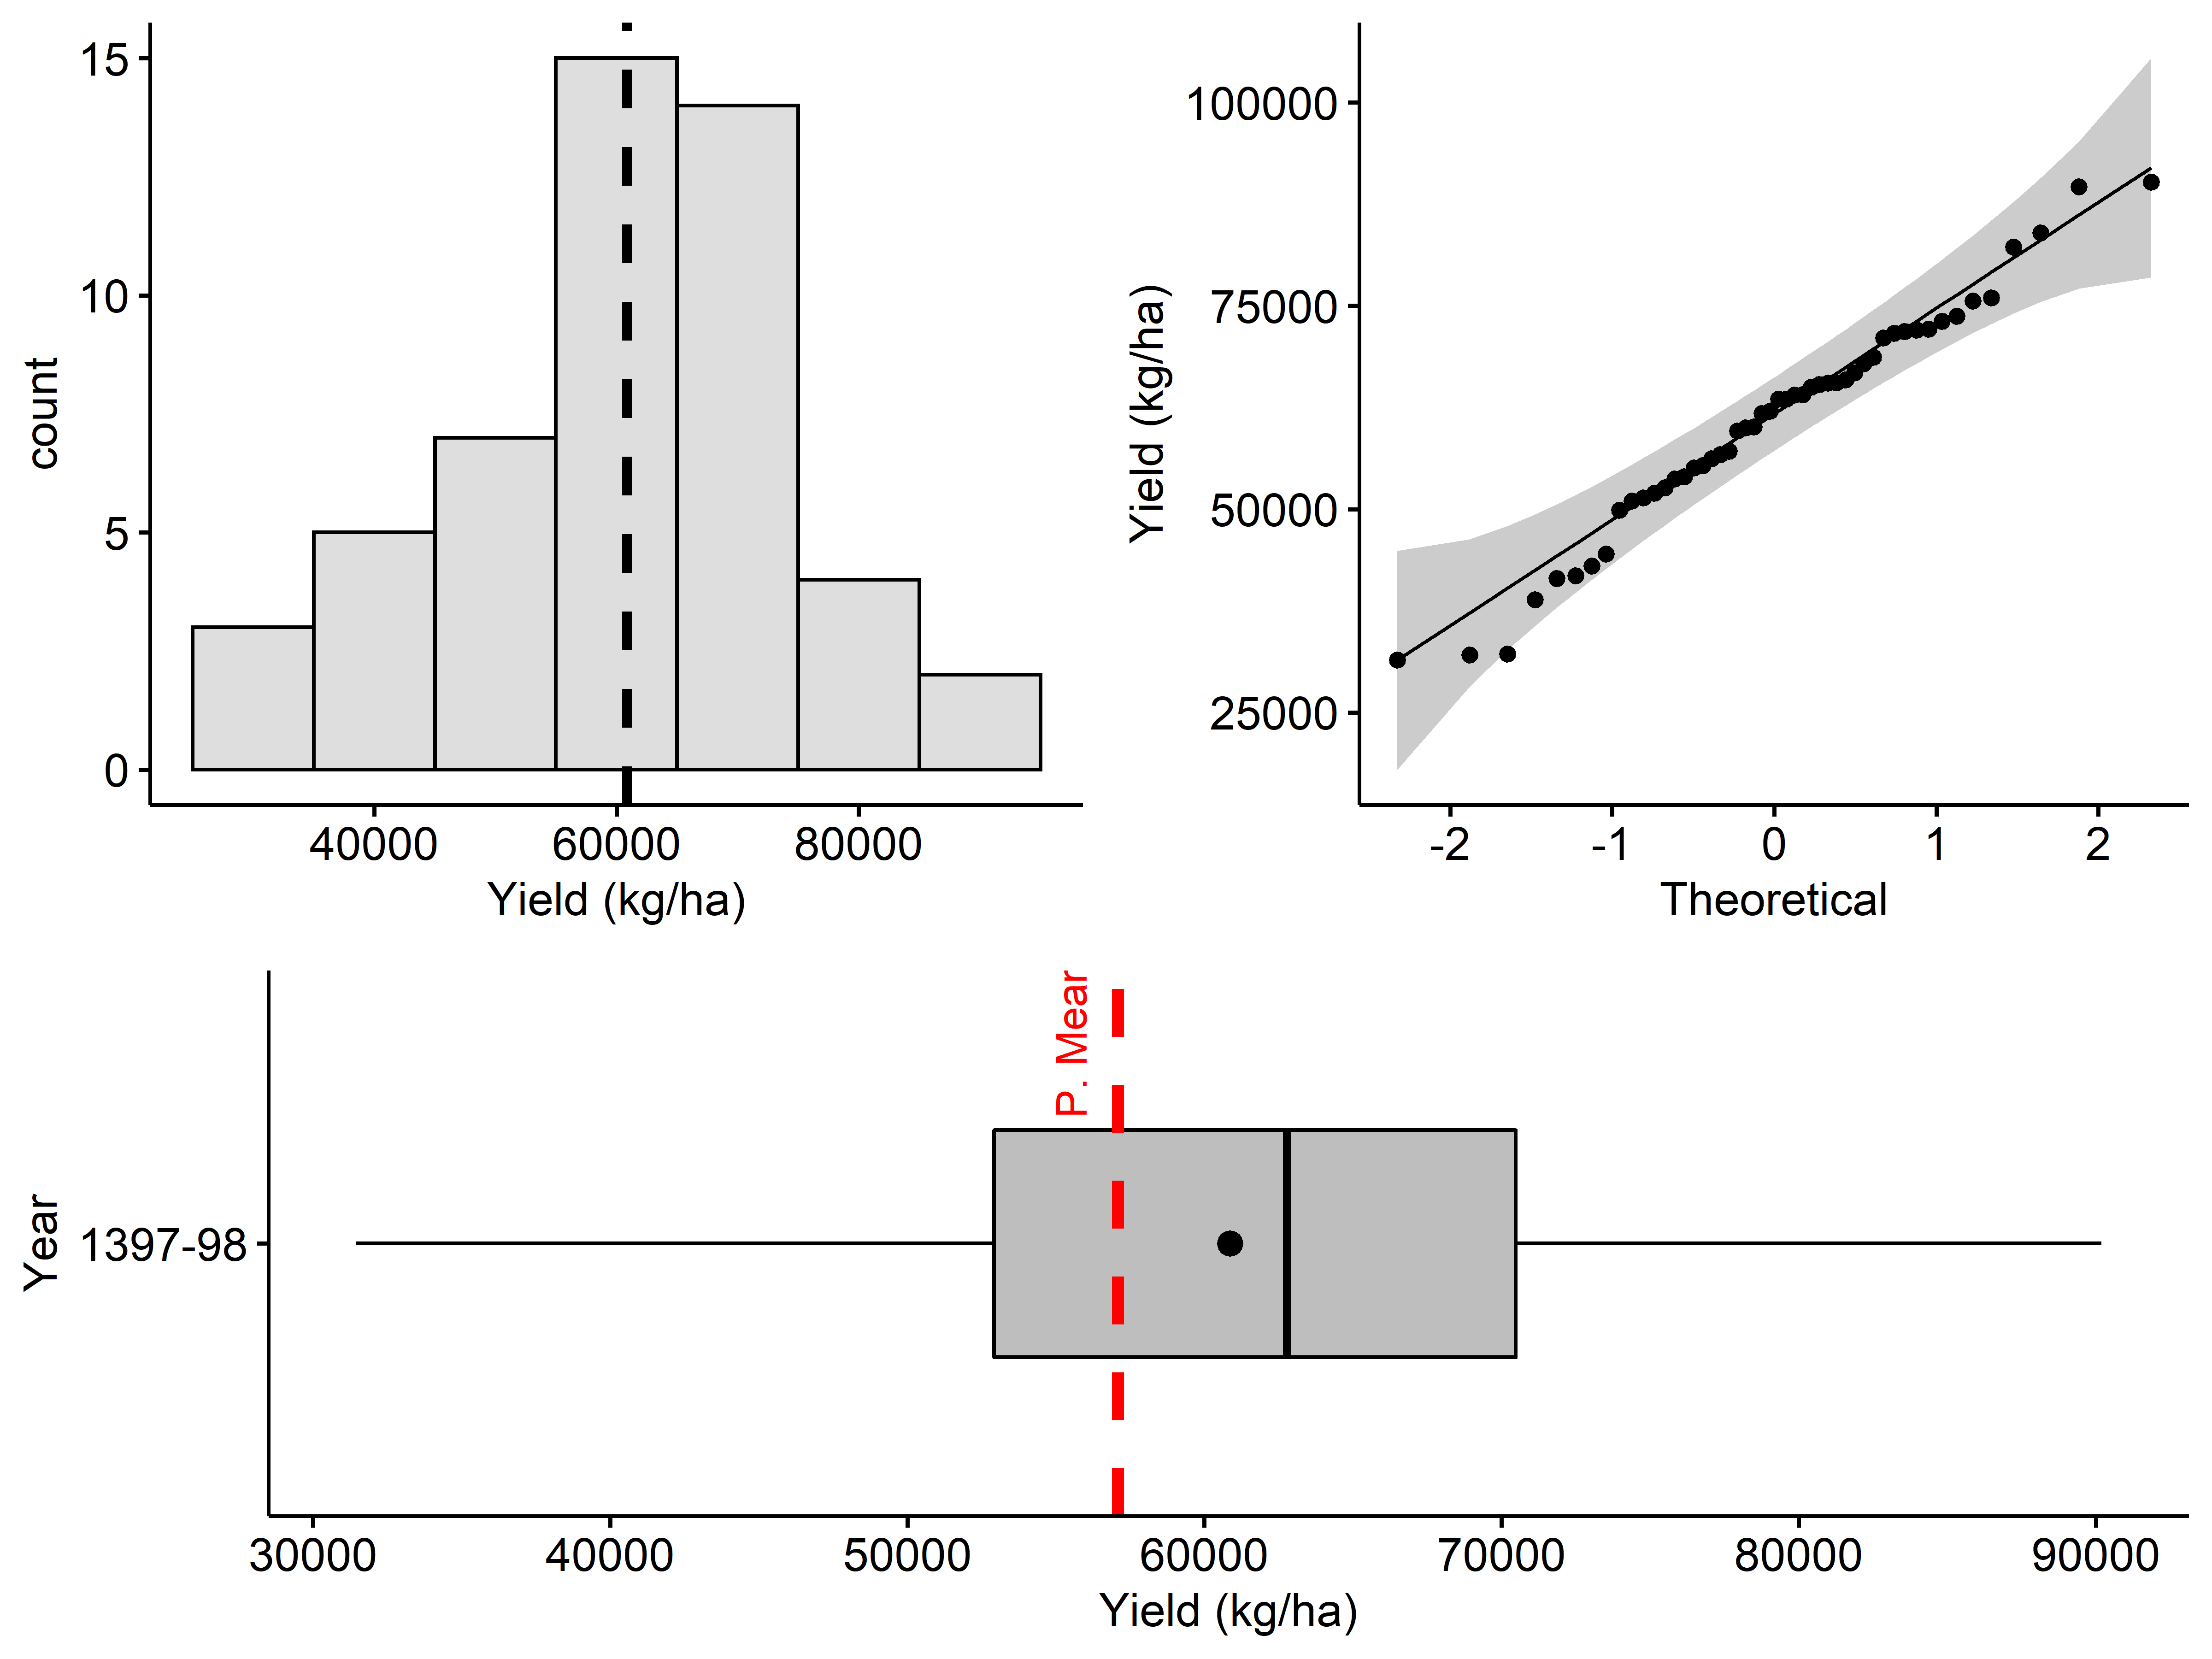 15
10
5
0
count
40000 60000 80000
Yield (kg/ha)
100000
75000
50000
25000
Yield (kg/ha)
-2 -1 0 1 2
Theoretical
P. Mear
Year
1397-98
30000 40000 50000 60000 70000 80000 90000
Yield (kg/ha)